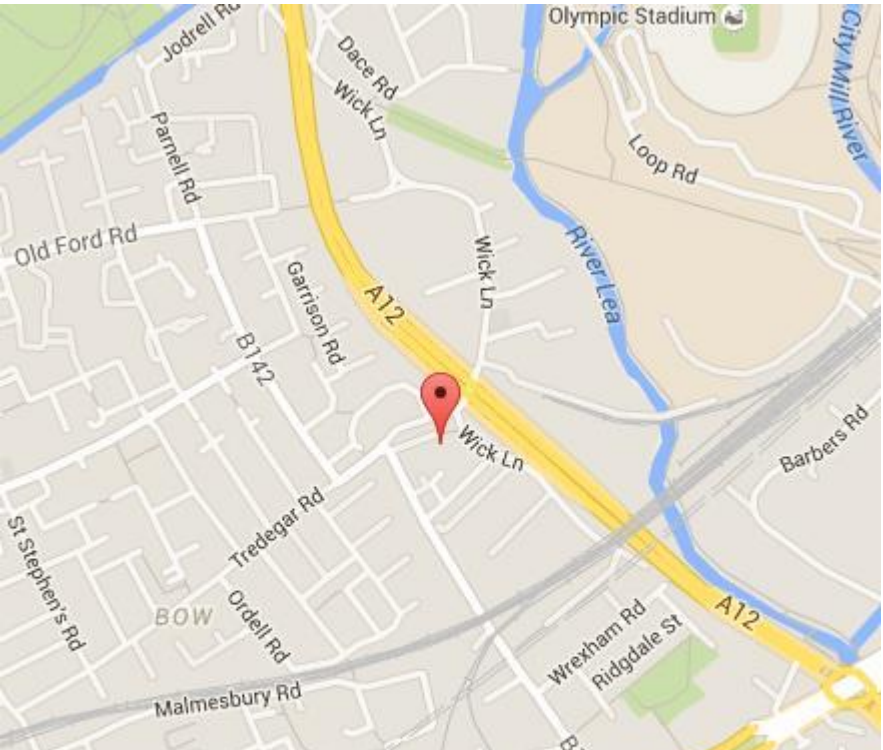 Jodrell Rd
Olympic Stadium
City Mill River
Dace Rd
Wick Ln
Parnell Rd
Loop Rd
Old Ford Rd
Wick Ln
River Lea
Garrison Rd
A12
B142
Barbers Rd
Wick Ln
Tredegar Rd
St Stephen's Rd
BOW
Ordell Rd
A12
Wrexham Rd
Ridgdale St
Malmesbury Rd